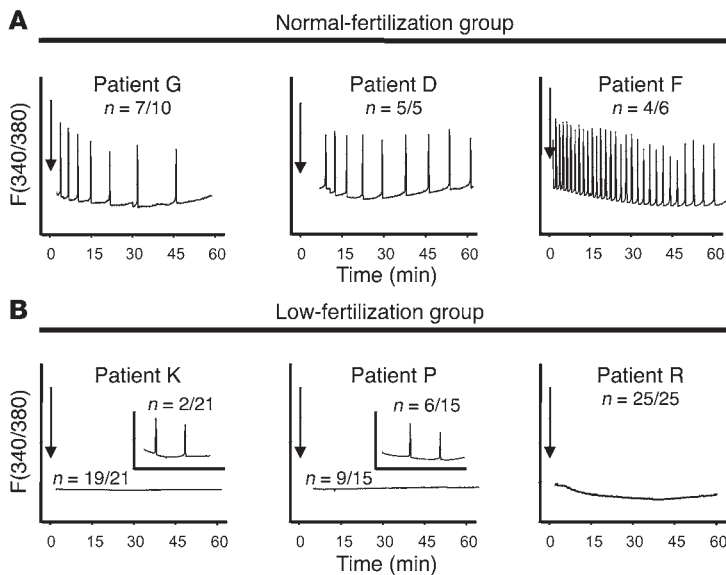 A
Normal-fertilization group
Patient G
n = 7/10
Patient D
n = 5/5
Patient F
n = 4/6
F(340/380)
0 15 30 45 60
0 15 30 45 60
0 15 30 45 60
Time (min)
B
Low-fertilization group
Patient K
n = 2/21
n = 19/21
Patient P
n = 6/15
n = 9/15
Patient R
n = 25/25
F(340/380)
0 15 30 45 60
0 15 30 45 60
0 15 30 45 60
Time (min)